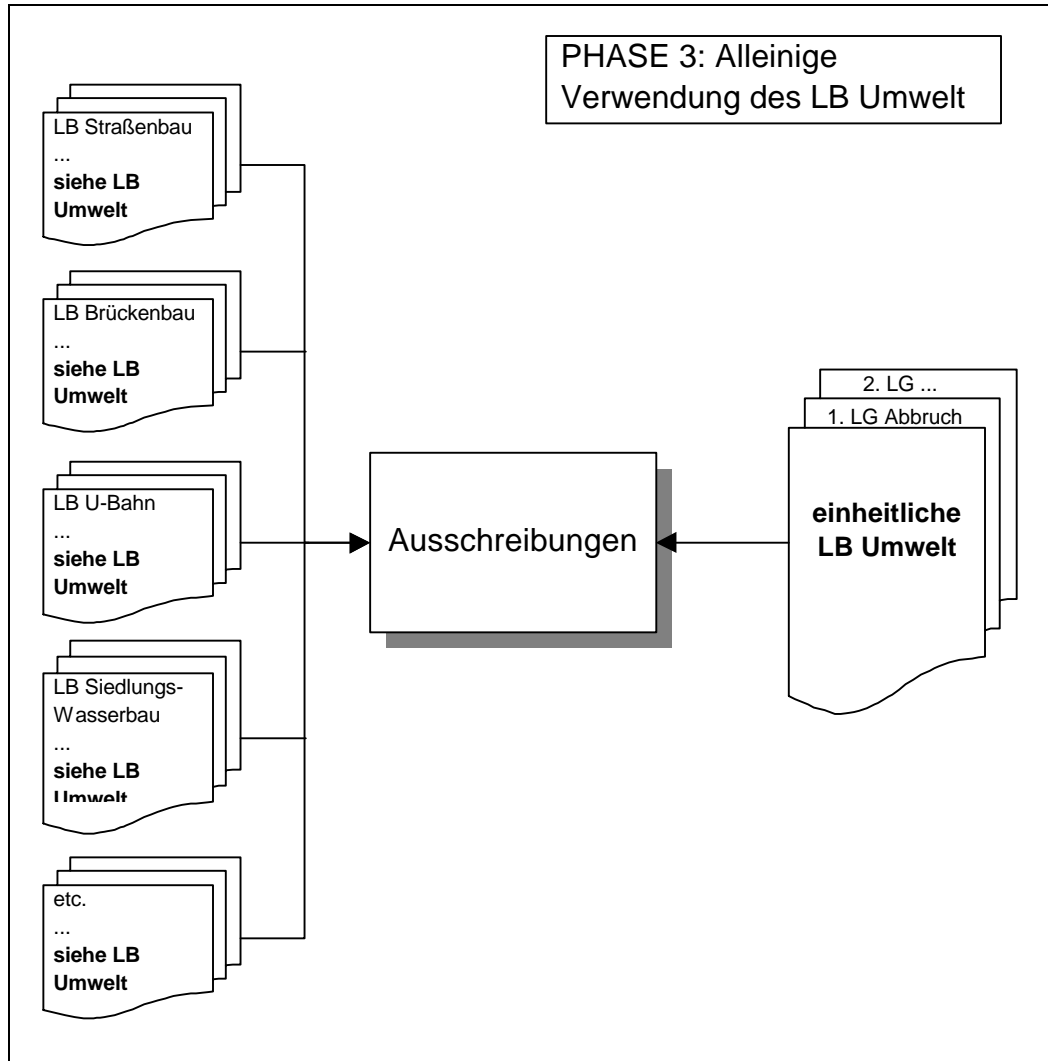 PHASE 3: Alleinige
Verwendung des LB Umwelt
LB Straßenbau
...
siehe LB
Umwelt
LB Brückenbau
...
siehe LB
Umwelt
LB U-Bahn
...
siehe LB
Umwelt
LB Siedlungs-
Wasserbau
...
siehe LB
Umwelt
etc.
...
siehe LB
Umwelt
Ausschreibungen
2. LG ...
1. LG Abbruch
einheitliche
LB Umwelt